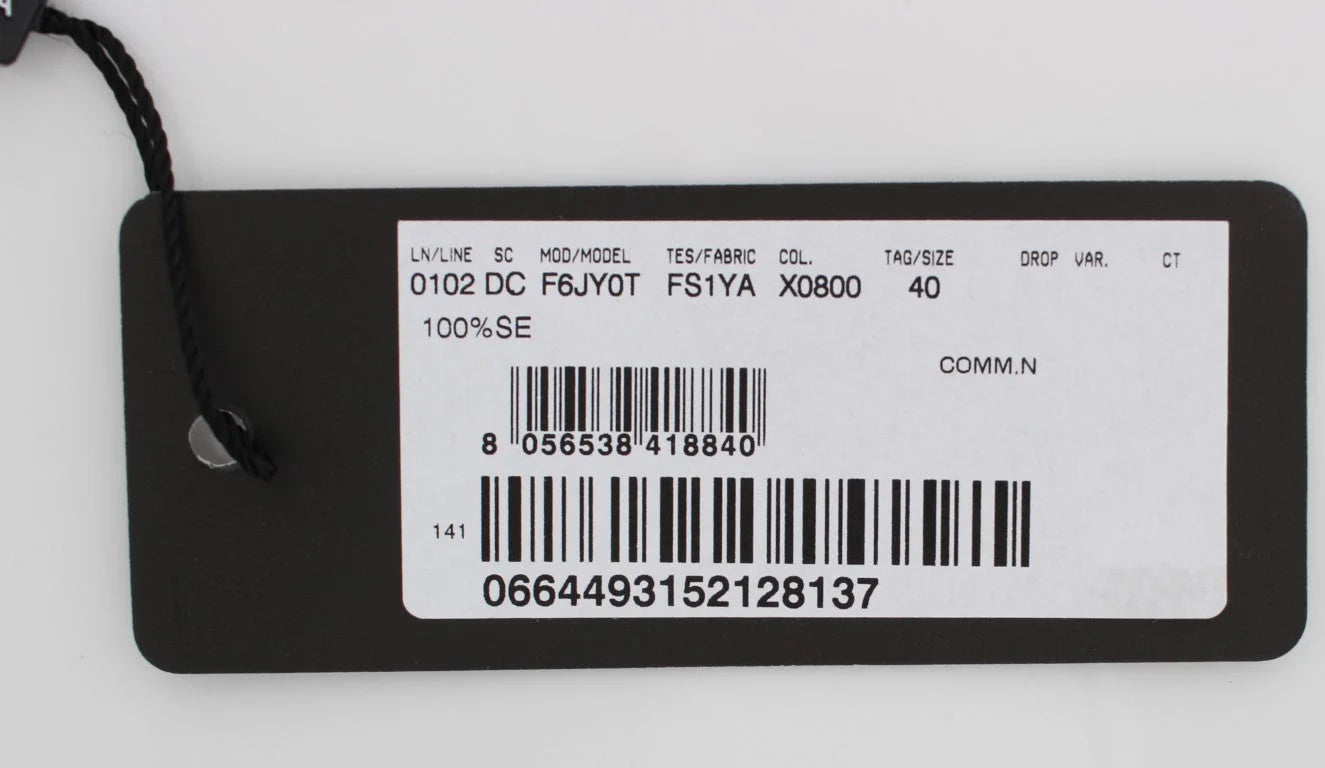 LN/LINE SC MOD/MODEL TES/FABRIC COL. TAG/SIZE DROP VAR. CT
0102 DC F6JY0T FS1YA X0800 40
100%SE
COMM.N
8 056538 418840
141
0664493152128137